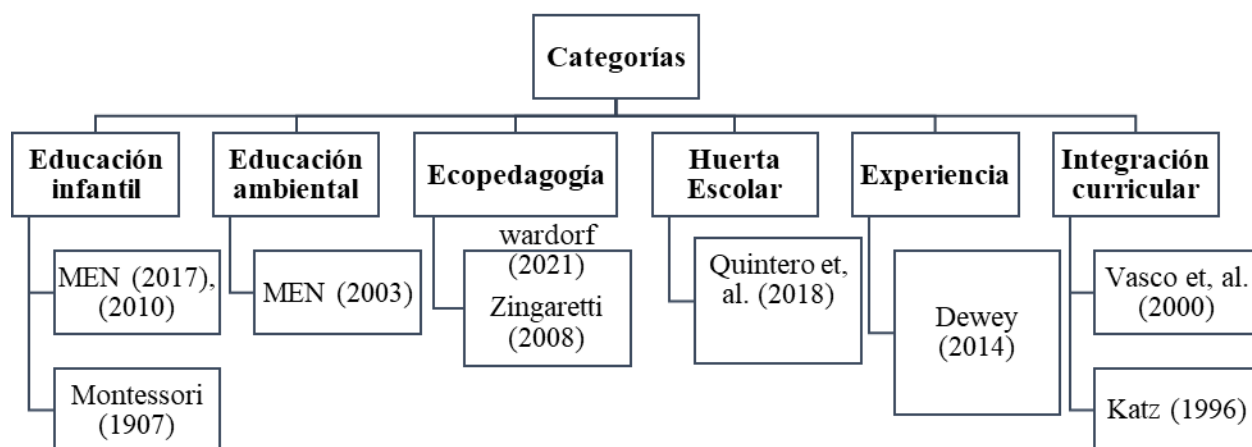 Categorías
Educación
infantil
Educación
ambiental
Ecopedagogía
Huerta
Escolar
Experiencia
Integración
curricular
MEN (2017),
(2010)
Montessori
(1907)
MEN (2003)
wardorf
(2021)
Zingaretti
(2008)
Quintero et,
al. (2018)
Dewey
(2014)
Vasco et, al.
(2000)
Katz (1996)